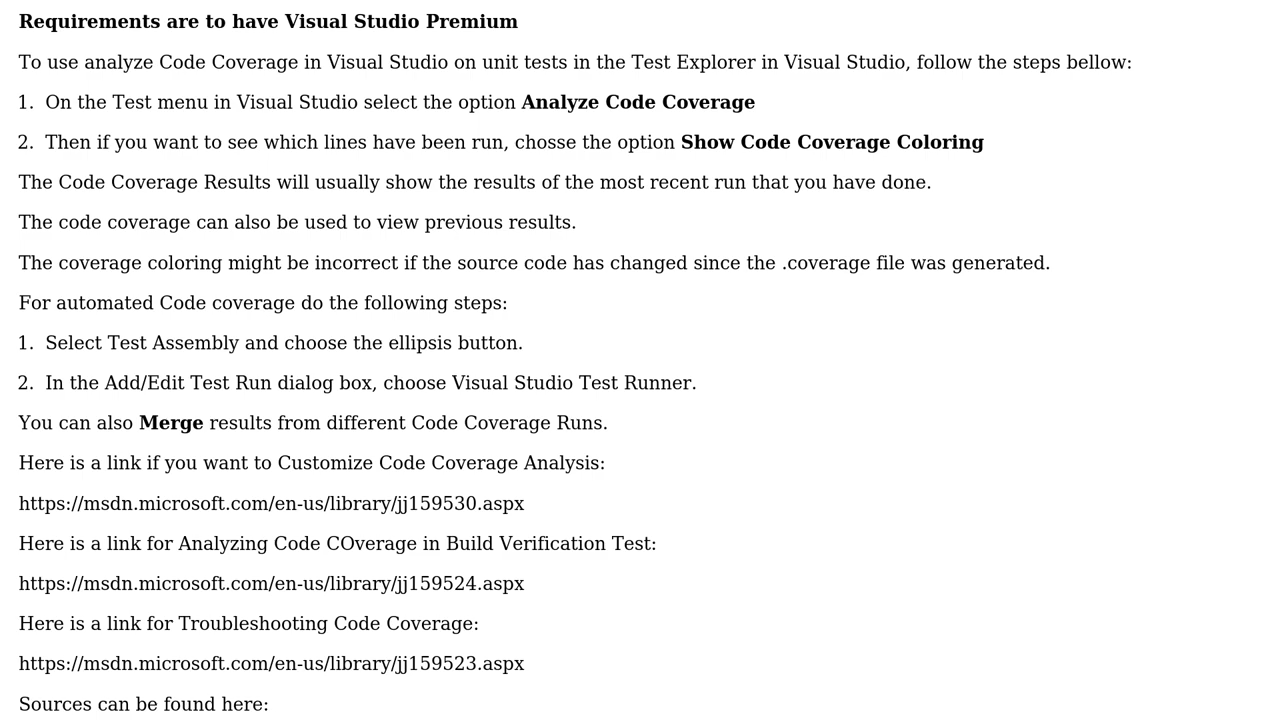 Requirements are to have Visual Studio Premium
To use analyze Code Coverage in Visual Studio on unit tests in the Test Explorer in Visual Studio, follow the steps bellow:
1. On the Test menu in Visual Studio select the option Analyze Code Coverage
2. Then if you want to see which lines have been run, chosse the option Show Code Coverage Coloring
The Code Coverage Results will usually show the results of the most recent run that you have done.
The code coverage can also be used to view previous results.
The coverage coloring might be incorrect if the source code has changed since the .coverage file was generated.
For automated Code coverage do the following steps:
1. Select Test Assembly and choose the ellipsis button.
2. In the Add/Edit Test Run dialog box, choose Visual Studio Test Runner.
You can also Merge results from different Code Coverage Runs.
Here is a link if you want to Customize Code Coverage Analysis:
https://msdn.microsoft.com/en-us/library/jj159530.aspx
Here is a link for Analyzing Code COverage in Build Verification Test:
https://msdn.microsoft.com/en-us/library/jj159524.aspx
Here is a link for Troubleshooting Code Coverage:
https://msdn.microsoft.com/en-us/library/jj159523.aspx
Sources can be found here: